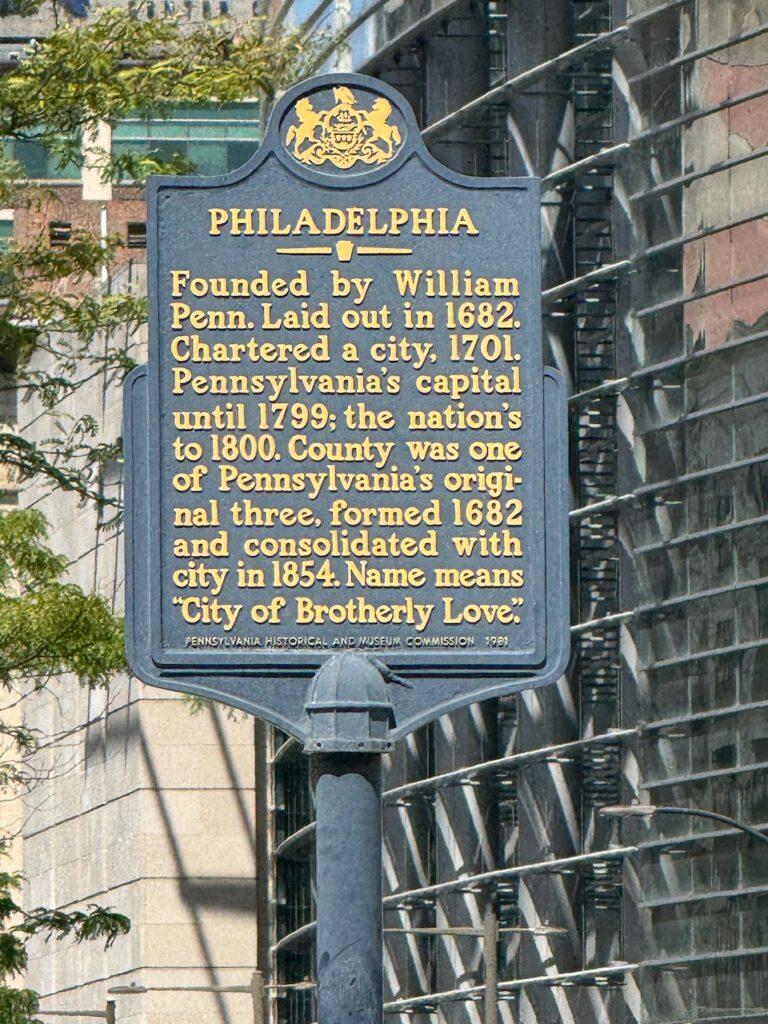 PHILADELPHIA
Founded by William
Penn. Laid out in 1682.
Chartered a city, 1701.
Pennsylvania's capital
until 1799; the nation's
to 1800. County was one
of Pennsylvania's origi-
nal three, formed 1682
and consolidated with
city in 1854. Name means
"City of Brotherly Love."
PENNSYLVANIA HISTORICAL AND MUSEUM COMMISSION 1981